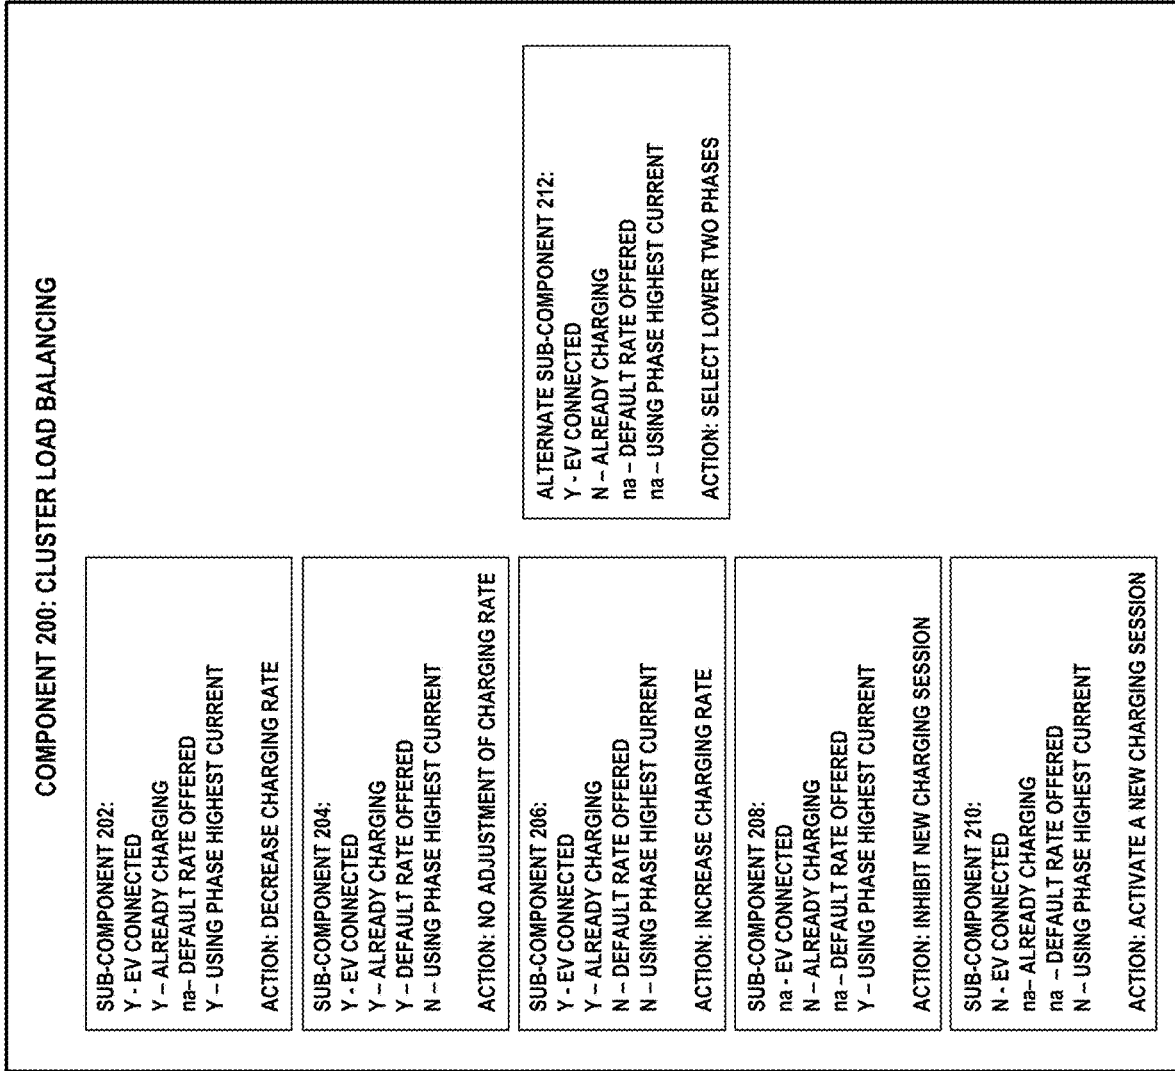 COMPONENT 200: CLUSTER LOAD BALANCING
SUB-COMPONENT 202:
Y - EV CONNECTED
Y – ALREADY CHARGING
na– DEFAULT RATE OFFERED
Y – USING PHASE HIGHEST CURRENT
ACTION: DECREASE CHARGING RATE
SUB-COMPONENT 204:
Y - EV CONNECTED
Y – ALREADY CHARGING
Y – DEFAULT RATE OFFERED
N – USING PHASE HIGHEST CURRENT
ACTION: NO ADJUSTMENT OF CHARGING RATE
SUB-COMPONENT 206:
Y - EV CONNECTED
Y – ALREADY CHARGING
N – DEFAULT RATE OFFERED
N – USING PHASE HIGHEST CURRENT
ACTION: INCREASE CHARGING RATE
SUB-COMPONENT 208:
na - EV CONNECTED
N – ALREADY CHARGING
na – DEFAULT RATE OFFERED
Y – USING PHASE HIGHEST CURRENT
ACTION: INHIBIT NEW CHARGING SESSION
SUB-COMPONENT 210:
N - EV CONNECTED
na– ALREADY CHARGING
na – DEFAULT RATE OFFERED
N – USING PHASE HIGHEST CURRENT
ACTION: ACTIVATE A NEW CHARGING SESSION
ALTERNATE SUB-COMPONENT 212:
Y - EV CONNECTED
N – ALREADY CHARGING
na – DEFAULT RATE OFFERED
na – USING PHASE HIGHEST CURRENT
ACTION: SELECT LOWER TWO PHASES